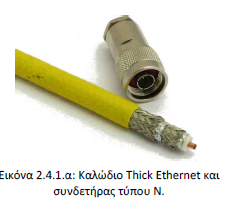 Εικόνα 2.4.1.α: Καλώδιο Thick Ethernet και
συνδετήρας τύπου N.